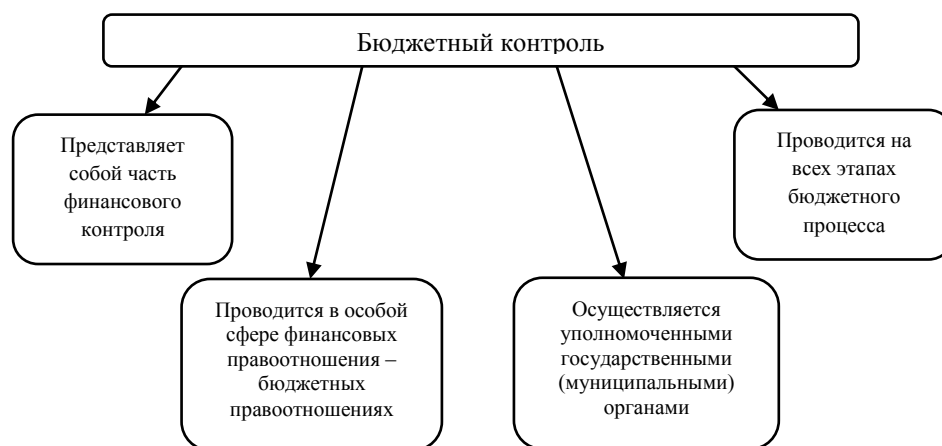 Бюджетный контроль
Представляет
собой часть
финансового
контроля
Проводится в особой
сфере финансовых
правоотношения –
бюджетных
правоотношениях
Осуществляется
уполномоченными
государственными
(муниципальными)
органами
Проводится на
всех этапах
бюджетного
процесса